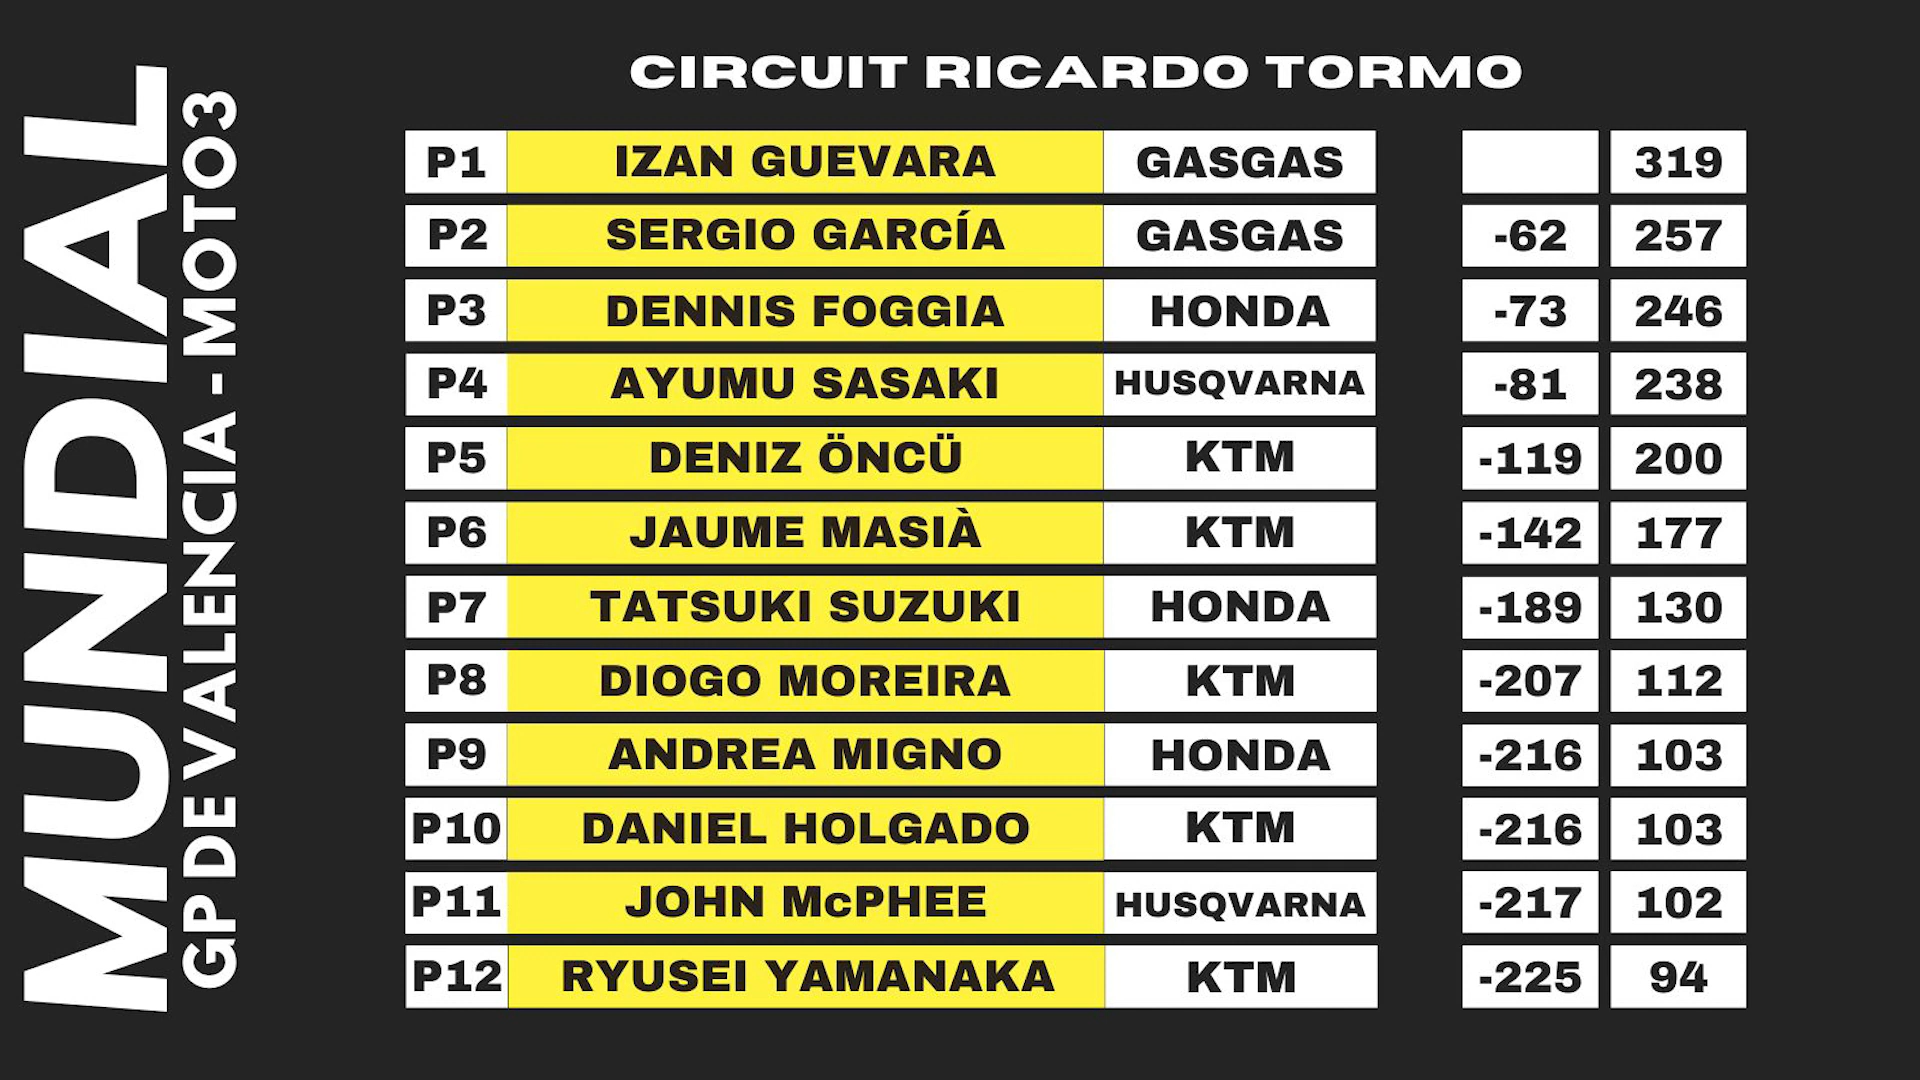 MUNDIAL
GP DE VALENCIA - MOTO3
CIRCUIT RICARDO TORMO
P1 IZAN GUEVARA GASGAS 319
P2 SERGIO GARCÍA GASGAS -62 257
P3 DENNIS FOGGIA HONDA -73 246
P4 AYUMU SASAKI HUSQVARNA -81 238
P5 DENIZ ÖNCÜ KTM -119 200
P6 JAUME MASIÀ KTM -142 177
P7 TATSUKI SUZUKI HONDA -189 130
P8 DIOGO MOREIRA KTM -207 112
P9 ANDREA MIGNO HONDA -216 103
P10 DANIEL HOLGADO KTM -216 103
P11 JOHN McPHEE HUSQVARNA -217 102
P12 RYUSEI YAMANAKA KTM -225 94